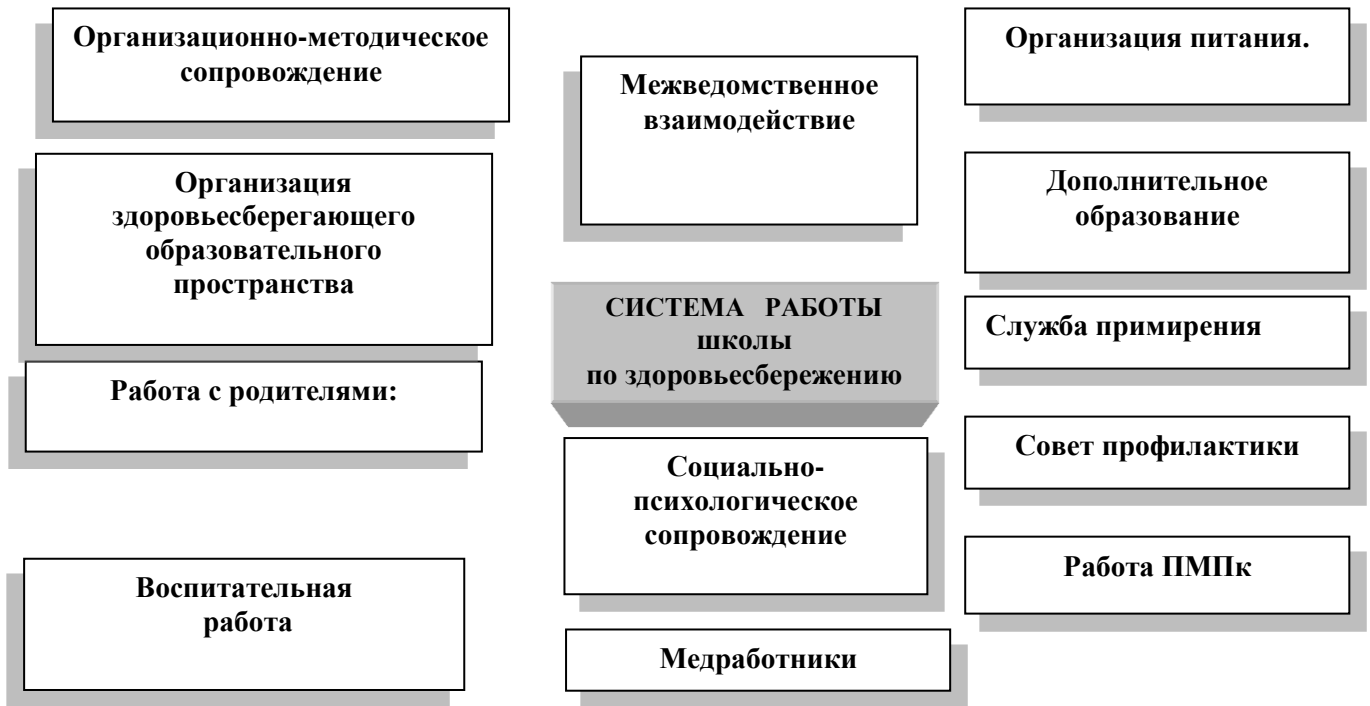 Организационно-методическое
сопровождение
Организация
здоровьесберегающего
образовательного
пространства
Работа с родителями:
Воспитательная
работа
Межведомственное
взаимодействие
СИСТЕМА РАБОТЫ
школы
по здоровьесбережению
Социально-
психологическое
сопровождение
Медработники
Организация питания.
Дополнительное
образование
Служба примирения
Совет профилактики
Работа ПМПк